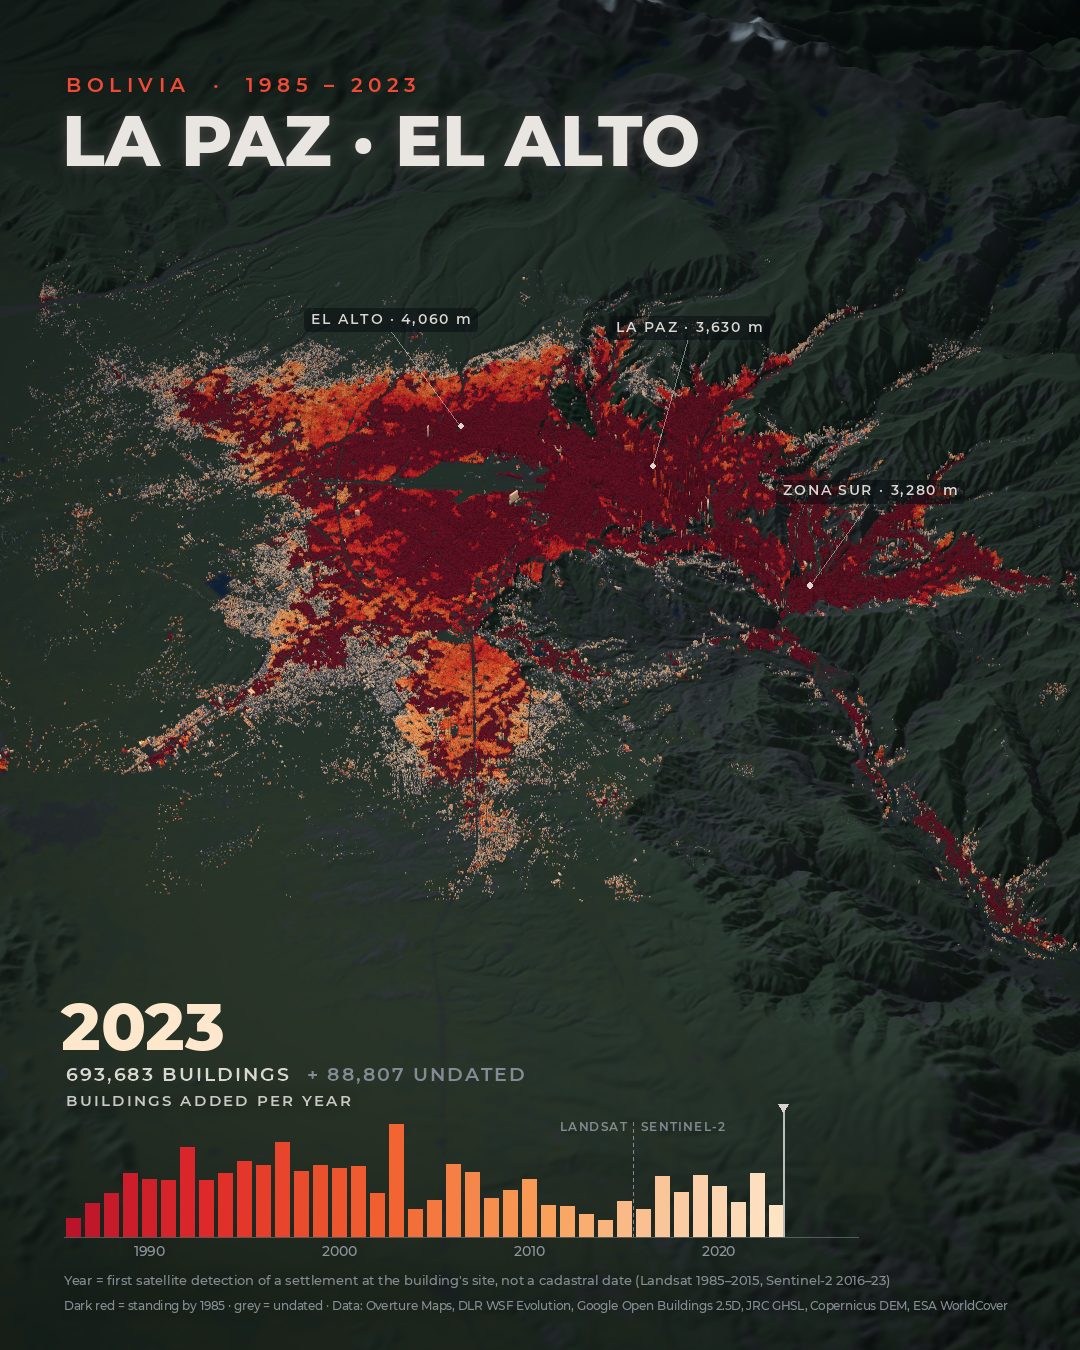 BOLIVIA · 1985 – 2023
LA PAZ · EL ALTO
EL ALTO · 4,060 m
LA PAZ · 3,630 m
ZONA SUR · 3,280 m
2023
693,683 BUILDINGS + 88,807 UNDATED
BUILDINGS ADDED PER YEAR
LANDSAT SENTINEL-2
1990 2000 2010 2020
Year = first satellite detection of a settlement at the building's site, not a cadastral date (Landsat 1985–2015, Sentinel-2 2016–23)
Dark red = standing by 1985 · grey = undated · Data: Overture Maps, DLR WSF Evolution, Google Open Buildings 2.5D, JRC GHSL, Copernicus DEM, ESA WorldCover